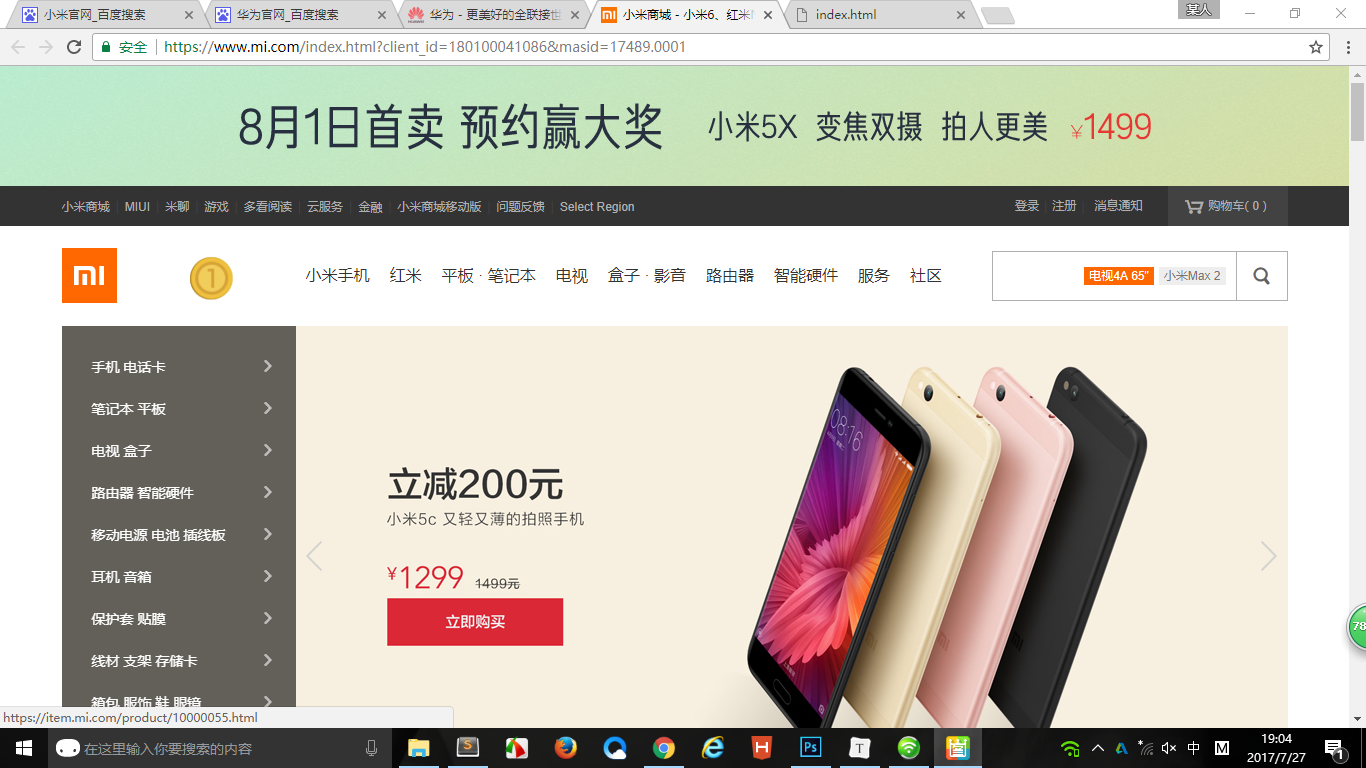 小米官网_百度搜索
华为官网_百度搜索
华为 - 更美好的全联接世
小米商城 - 小米6、红米N
index.html
某人
安全 https://www.mi.com/index.html?client_id=180100041086&masid=17489.0001
8月1日首卖 预约赢大奖 小米5X 变焦双摄 拍人更美 ¥1499
小米商城 MIUI 米聊 游戏 多看阅读 云服务 金融 小米商城移动版 问题反馈 Select Region 登录 注册 消息通知 购物车( 0 )
mi 1 小米手机 红米 平板 · 笔记本 电视 盒子 · 影音 路由器 智能硬件 服务 社区 电视4A 65" 小米Max 2
手机 电话卡
笔记本 平板
电视 盒子
路由器 智能硬件
移动电源 电池 插线板
耳机 音箱
保护套 贴膜
线材 支架 存储卡
箱包 服饰 鞋 眼镜
立减200元
小米5c 又轻又薄的拍照手机
¥1299 1499元
立即购买
08:16
mi
mi
mi
78
https://item.mi.com/product/10000055.html
在这里输入你要搜索的内容
S
H
Ps
T
中
M
19:04
2017/7/27
1